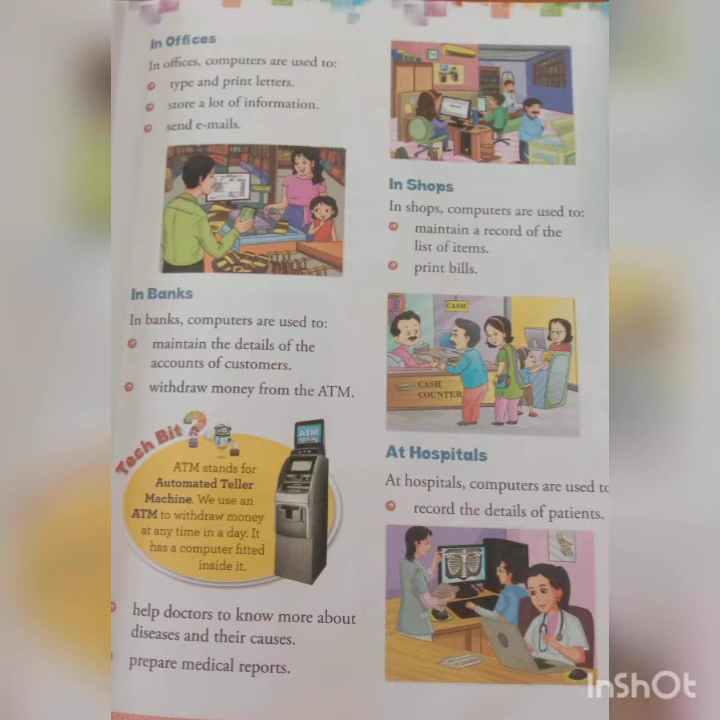 In Offices
In offices, computers are used to:
type and print letters.
store a lot of information.
send e-mails.
In Shops
In shops, computers are used to:
maintain a record of the
list of items.
print bills.
In Banks
In banks, computers are used to:
maintain the details of the
accounts of customers.
withdraw money from the ATM.
CASH
CASH
COUNTER
Tech Bit?
ATM
ATM stands for
Automated Teller
Machine. We use an
ATM to withdraw money
at any time in a day. It
has a computer fitted
inside it.
At Hospitals
At hospitals, computers are used to
record the details of patients.
help doctors to know more about
diseases and their causes.
prepare medical reports.
InShOt